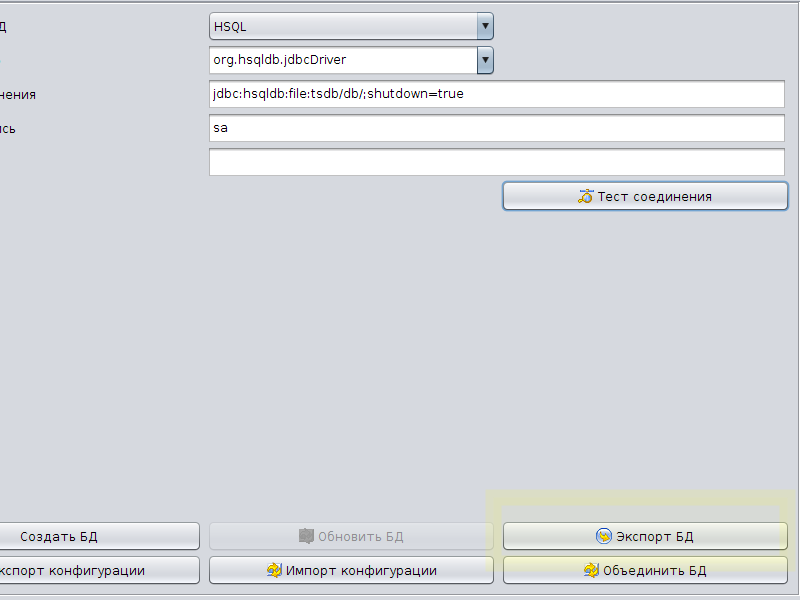 Д HSQL
org.hsqldb.jdbcDriver
нения jdbc:hsqldb:file:tsdb/db/;shutdown=true
ись sa
Тест соединения
Создать БД Обновить БД Экспорт БД
кспорт конфигурации Импорт конфигурации Объединить БД